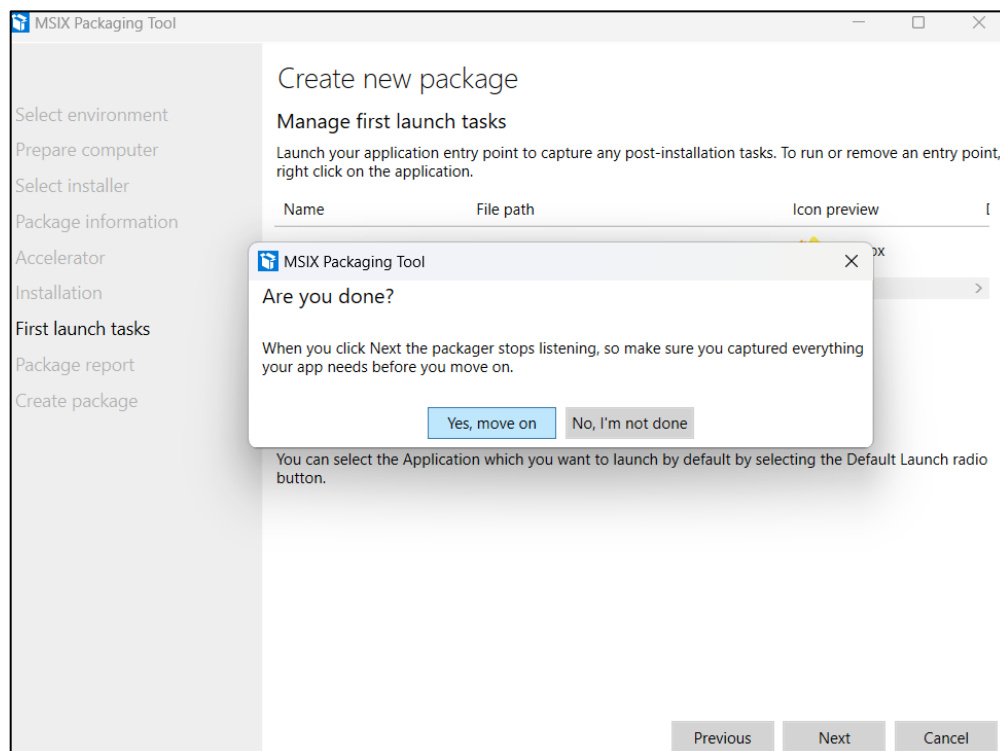 MSIX Packaging Tool
Create new package
Select environment
Prepare computer
Select installer
Package information
Accelerator
Installation
First launch tasks
Package report
Create package
Manage first launch tasks
Launch your application entry point to capture any post-installation tasks. To run or remove an entry point,
right click on the application.
Name File path Icon preview
ox
MSIX Packaging Tool
Are you done?
When you click Next the packager stops listening, so make sure you captured everything
your app needs before you move on.
Yes, move on No, I'm not done
You can select the Application which you want to launch by default by selecting the Default Launch radio
button.
Previous Next Cancel